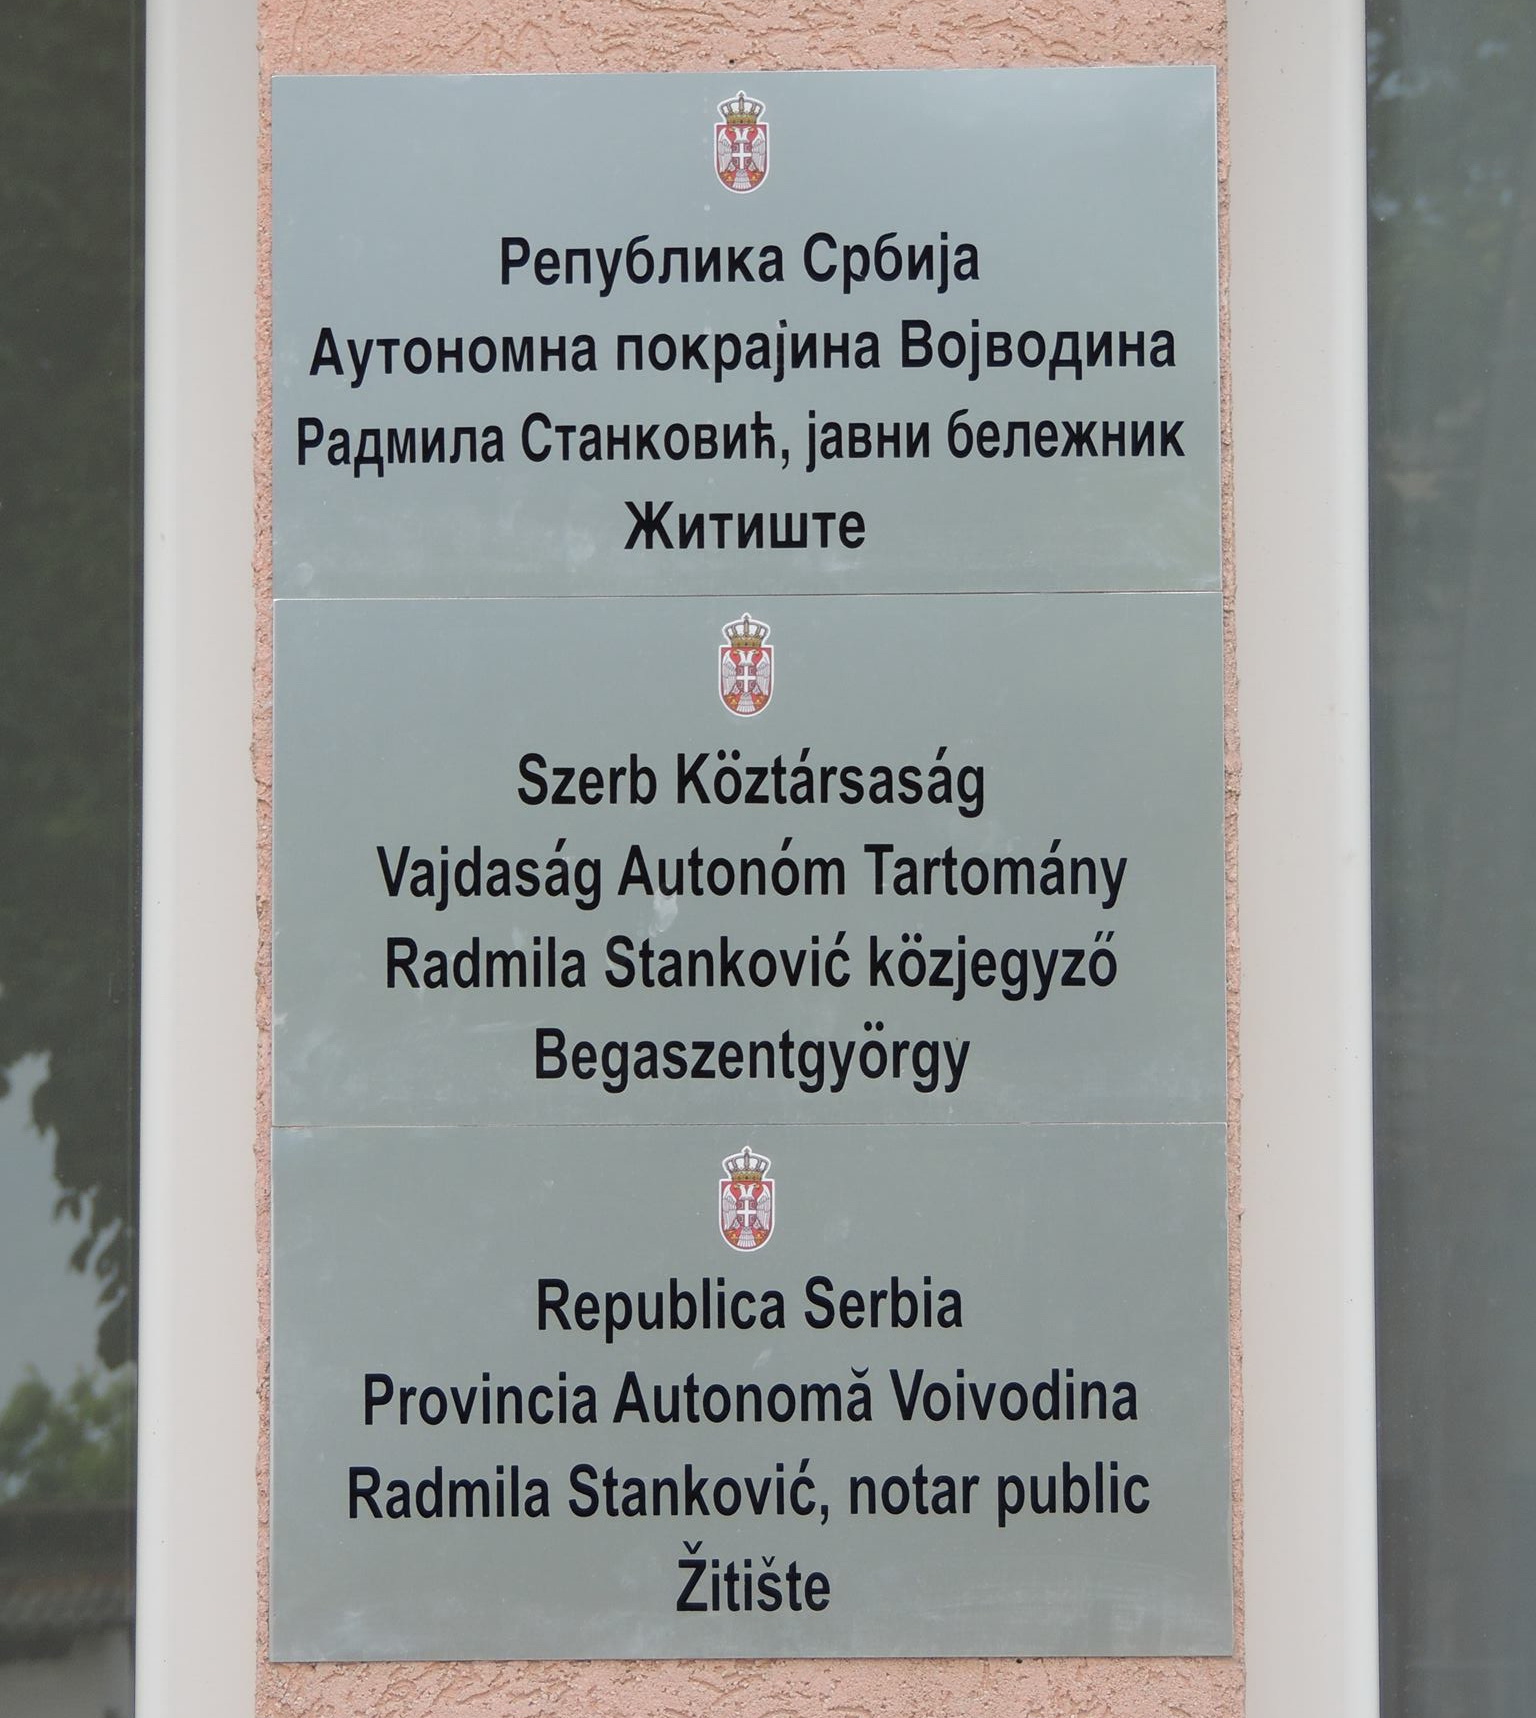 Република Србија
Аутономна покрајина Војводина
Радмила Станковић, јавни бележник
Житиште
Szerb Köztársaság
Vajdaság Autonóm Tartomány
Radmila Stanković közjegyző
Begaszentgyörgy
Republica Serbia
Provincia Autonomă Voivodina
Radmila Stanković, notar public
Žitište